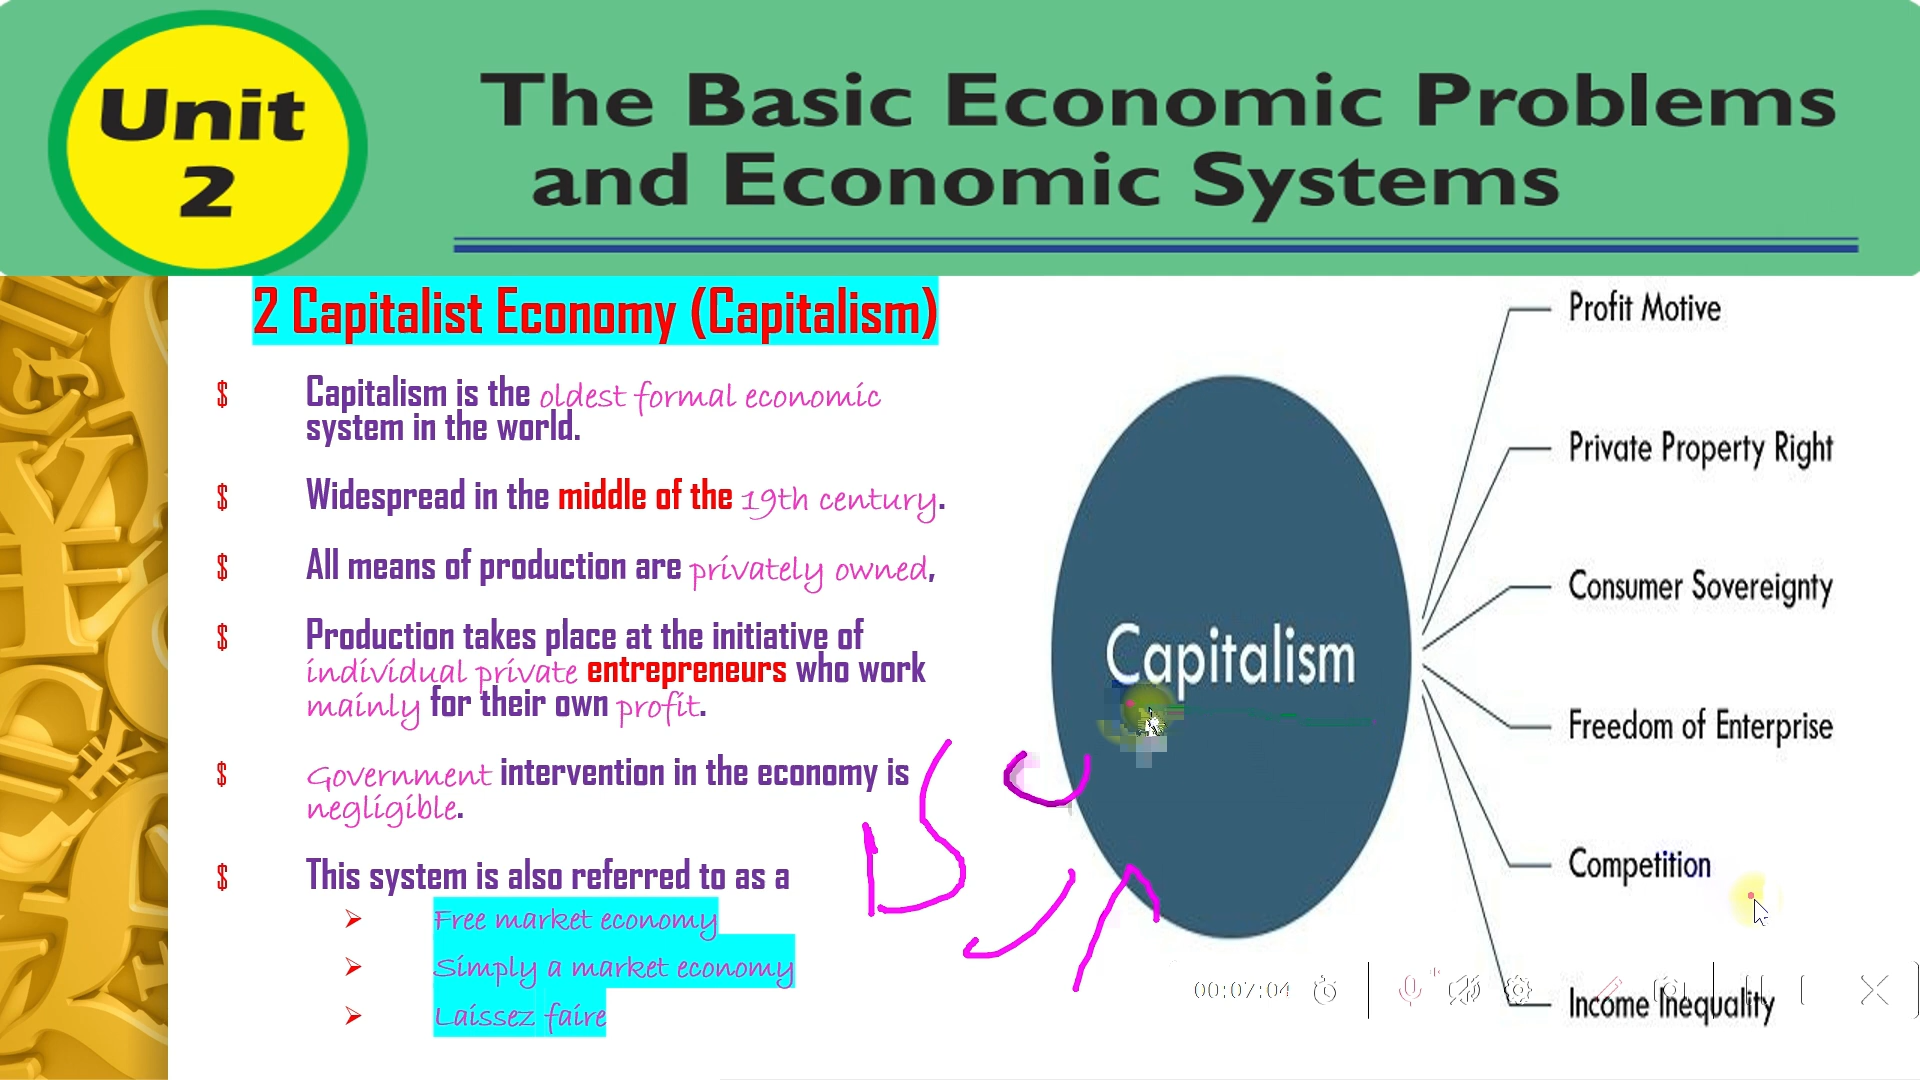 Unit
2
The Basic Economic Problems
and Economic Systems
2 Capitalist Economy (Capitalism)
$ Capitalism is the oldest formal economic
system in the world.
$ Widespread in the middle of the 19th century.
$ All means of production are privately owned,
$ Production takes place at the initiative of
individual private entrepreneurs who work
mainly for their own profit.
$ Government intervention in the economy is
negligible.
$ This system is also referred to as a
Free market economy
Simply a market economy
Laissez faire
Capitalism
Profit Motive
Private Property Right
Consumer Sovereignty
Freedom of Enterprise
Competition
Income Inequality
00:07:04